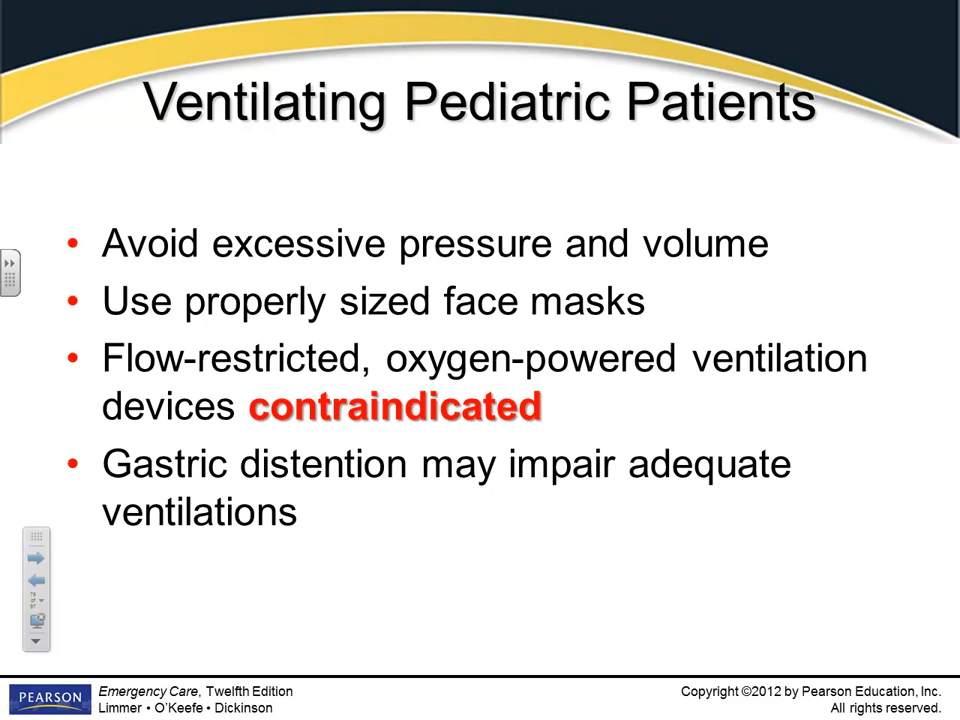 Ventilating Pediatric Patients
• Avoid excessive pressure and volume
• Use properly sized face masks
• Flow-restricted, oxygen-powered ventilation
devices contraindicated
• Gastric distention may impair adequate
ventilations
PEARSON
Emergency Care, Twelfth Edition
Limmer • O’Keefe • Dickinson
Copyright ©2012 by Pearson Education, Inc.
All rights reserved.